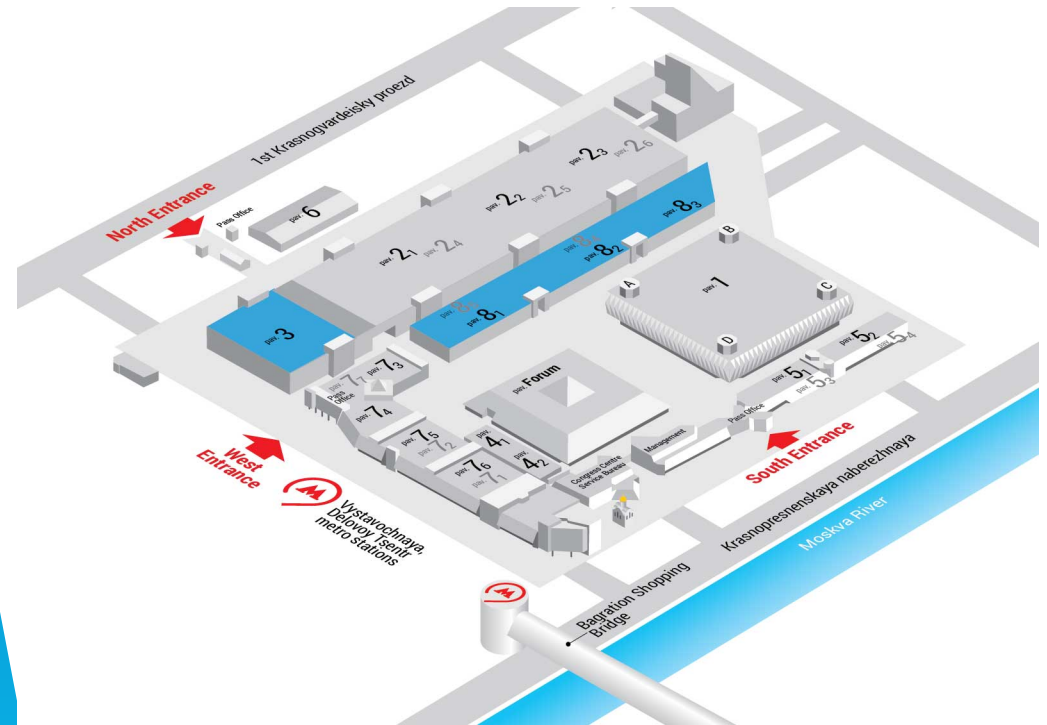 1st Krasnogvardeisky proezd
North Entrance
Pass Office
pav. 6
pav. 2₃
pav. 2₆
pav. 2₂
pav. 2₅
pav. 2₁
pav. 2₄
pav. 8₃
pav. 8₂
pav. 8₁
pav. 3
B
A
pav. 1
C
D
pav. 5₂
pav. 5₄
pav. 5₁
pav. 5₃
Pass Office
South Entrance
pav. 7₃
pav. 7₇
Pass
Office
pav. 7₄
pav. 7₅
pav. 7₂
pav. 7₆
pav. 7₁
pav. Forum
pav. 4₁
pav. 4₂
Management
Congress Centre
Service Bureau
West
Entrance
Vystavochnaya,
Delovoy Tsentr
metro stations
Krasnopresnenskaya naberezhnaya
Moskva River
Bagration Shopping
Bridge